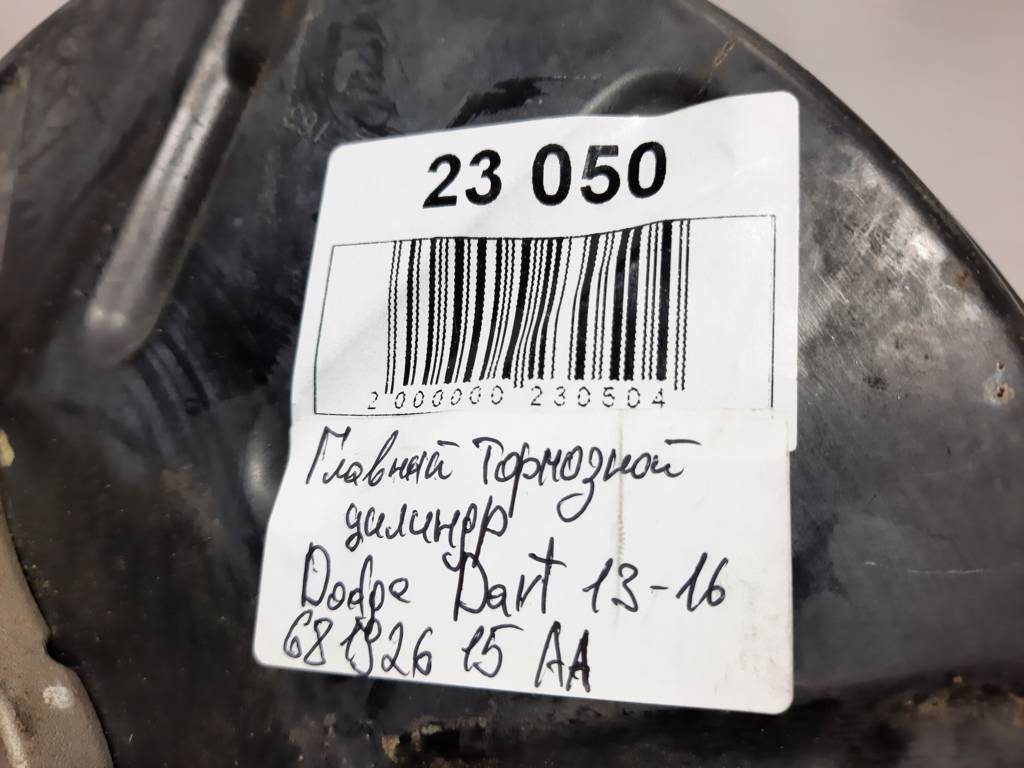 23 050
2 000000 230504
Главный тормозной
цилиндр
Dodge Dart 13-16
68192615 AA